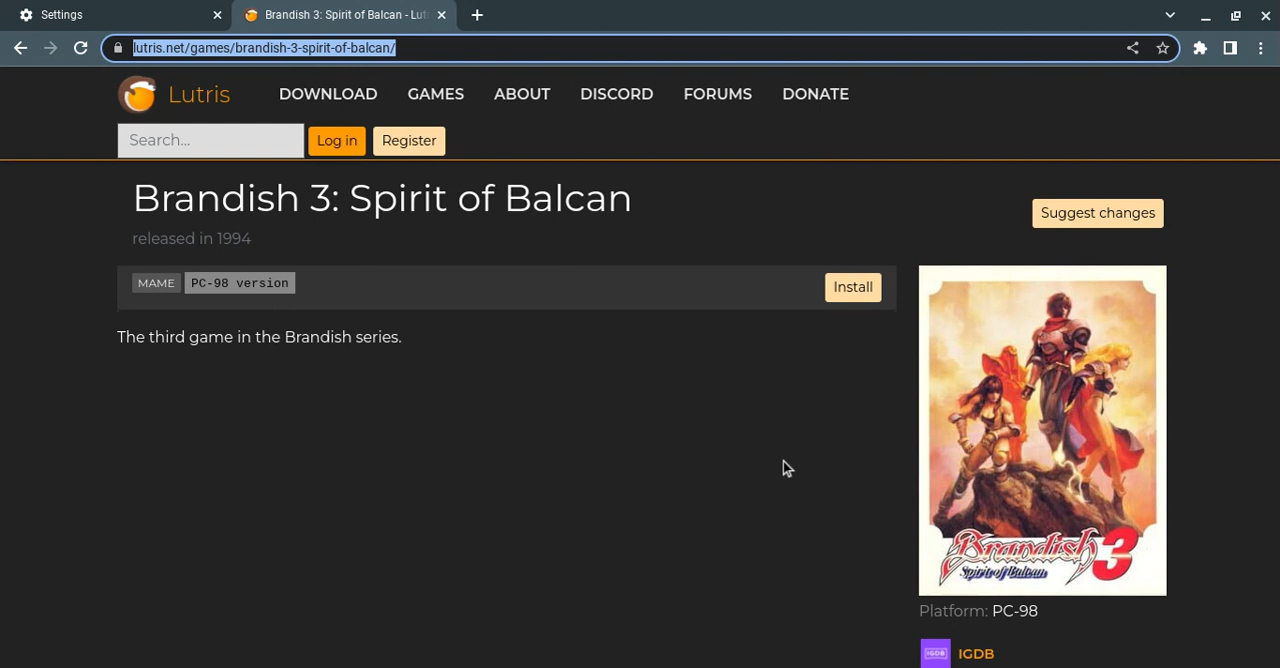 Settings
Brandish 3: Spirit of Balcan - Lut
lutris.net/games/brandish-3-spirit-of-balcan/
Lutris DOWNLOAD GAMES ABOUT DISCORD FORUMS DONATE
Search... Log in Register
Brandish 3: Spirit of Balcan
Suggest changes
released in 1994
MAME PC-98 version Install
The third game in the Brandish series.
Brandish 3
Spirit of Balcan
Platform: PC-98
IGDB IGDB